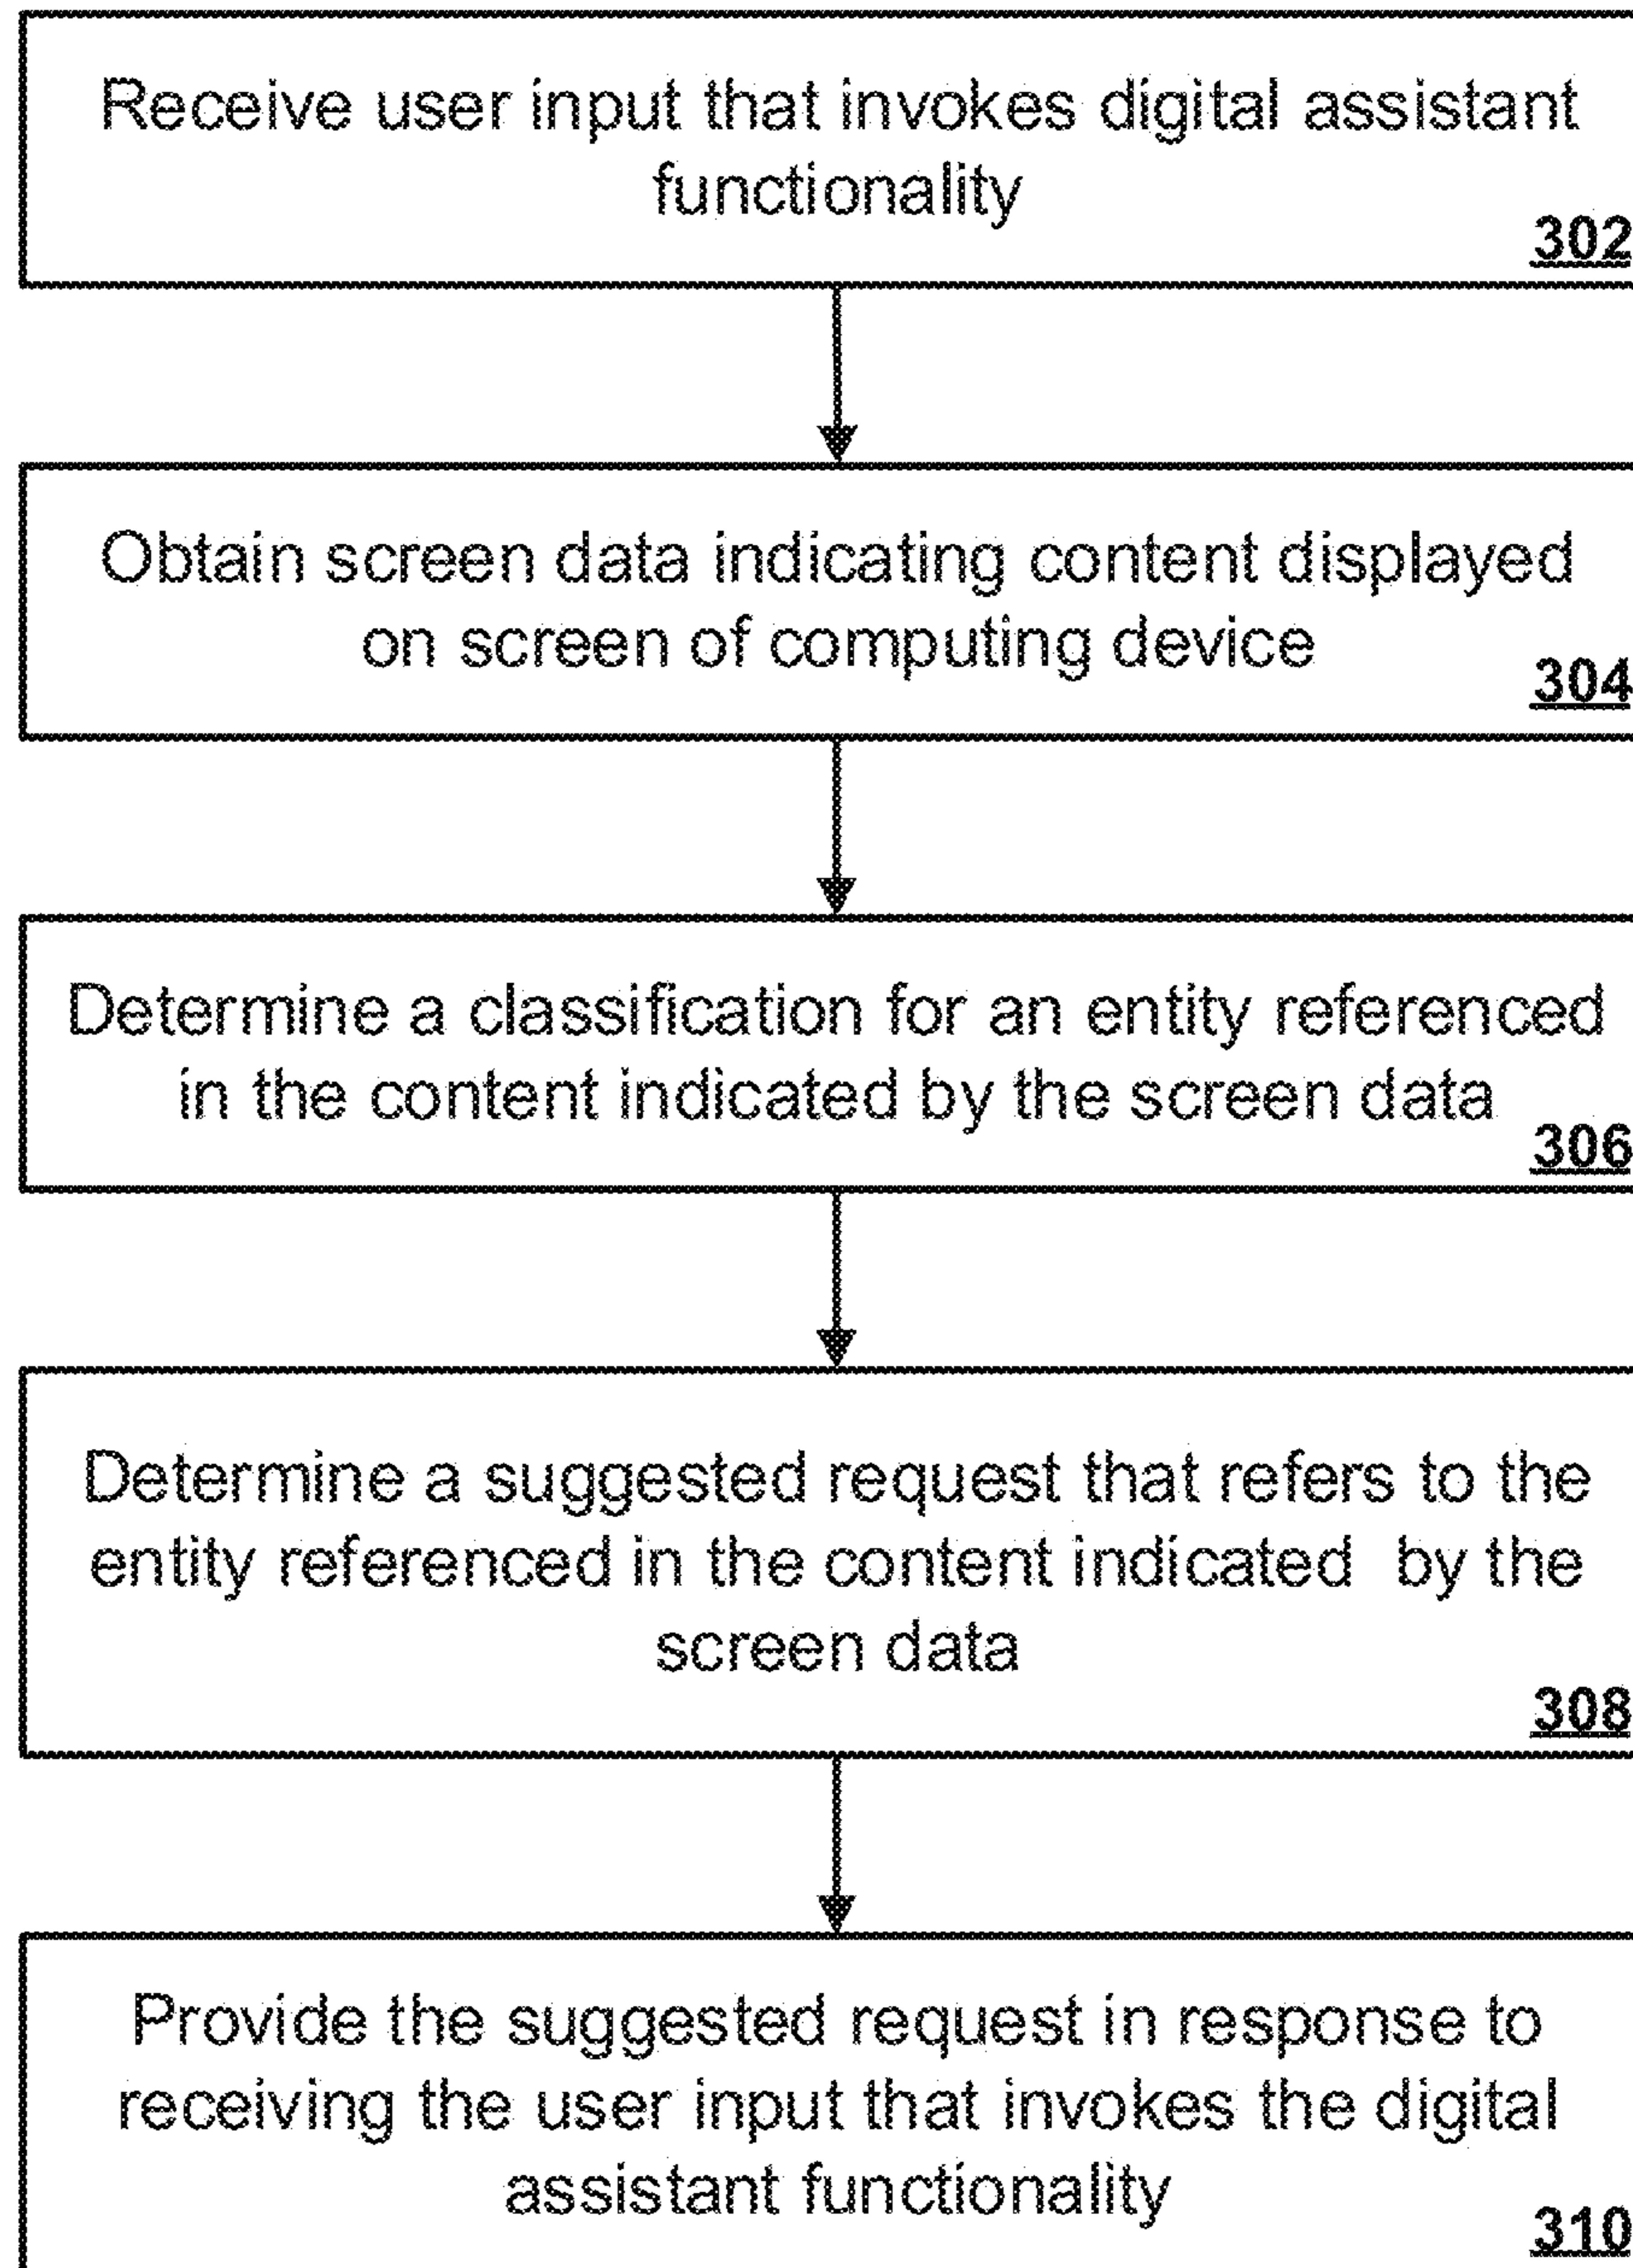 Receive user input that invokes digital assistant
functionality
302
Obtain screen data indicating content displayed
on screen of computing device
304
Determine a classification for an entity referenced
in the content indicated by the screen data
306
Determine a suggested request that refers to the
entity referenced in the content indicated by the
screen data
308
Provide the suggested request in response to
receiving the user input that invokes the digital
assistant functionality
310